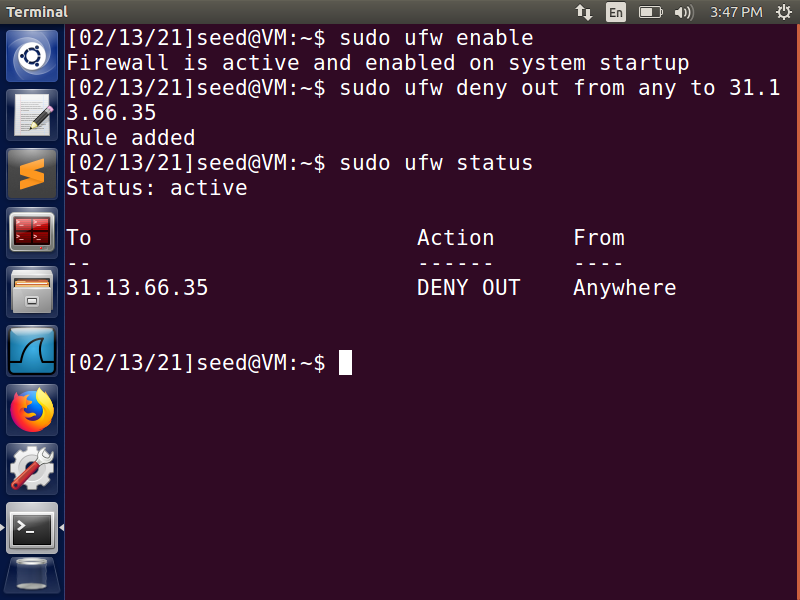 Terminal En 3:47 PM
[02/13/21]seed@VM:~$ sudo ufw enable
Firewall is active and enabled on system startup
[02/13/21]seed@VM:~$ sudo ufw deny out from any to 31.1
3.66.35
Rule added
[02/13/21]seed@VM:~$ sudo ufw status
Status: active
To                         Action      From
--                         ------      ----
31.13.66.35                DENY OUT    Anywhere
[02/13/21]seed@VM:~$